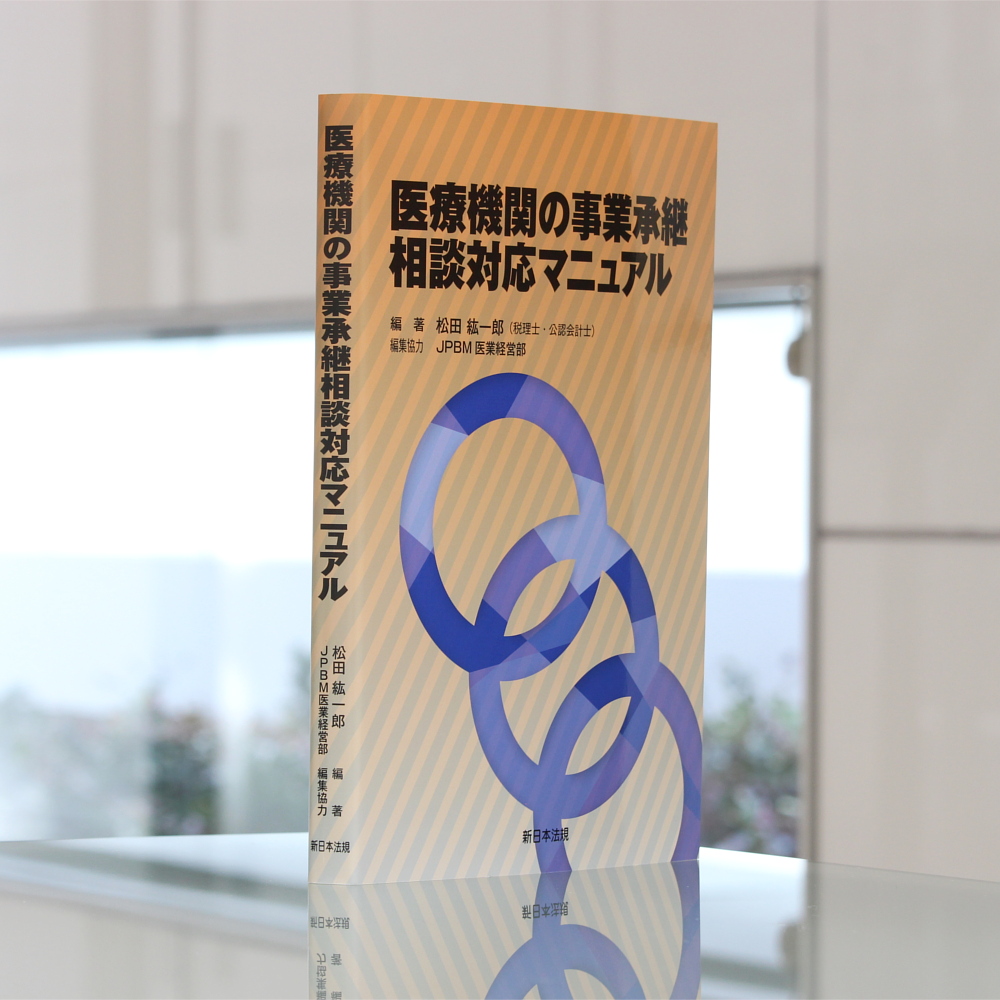 医療機関の事業承継
相談対応マニュアル
編著 松田 紘一郎（税理士・公認会計士）
編集協力 JPBM 医業経営部
新日本法規
医療機関の事業承継相談対応マニュアル
松田 紘一郎 編著
JPBM医業経営部 編集協力
新日本法規